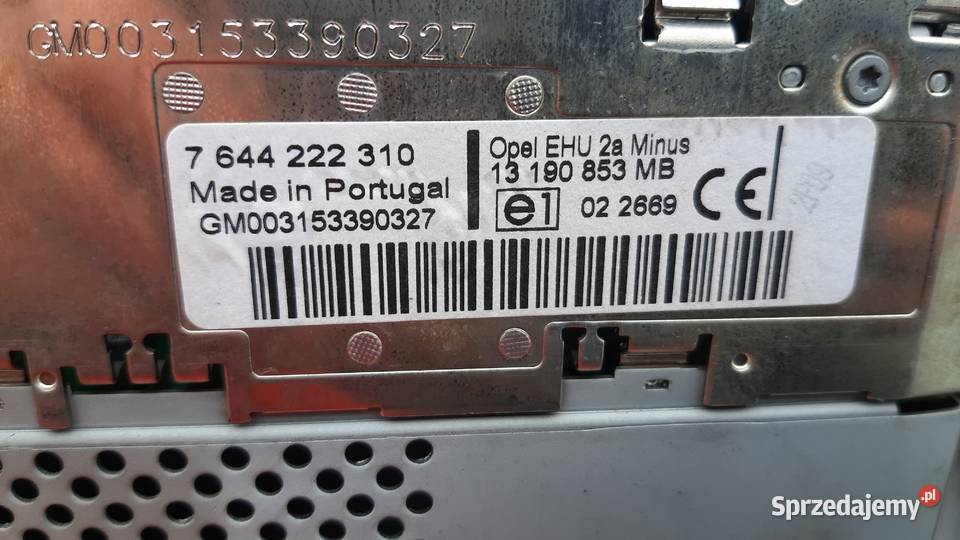 GM003153390327
7 644 222 310
Made in Portugal
GM003153390327
Opel EHU 2a Minus
13 190 853 MB
e1 02 2669 CE
Sprzedajemy.pl